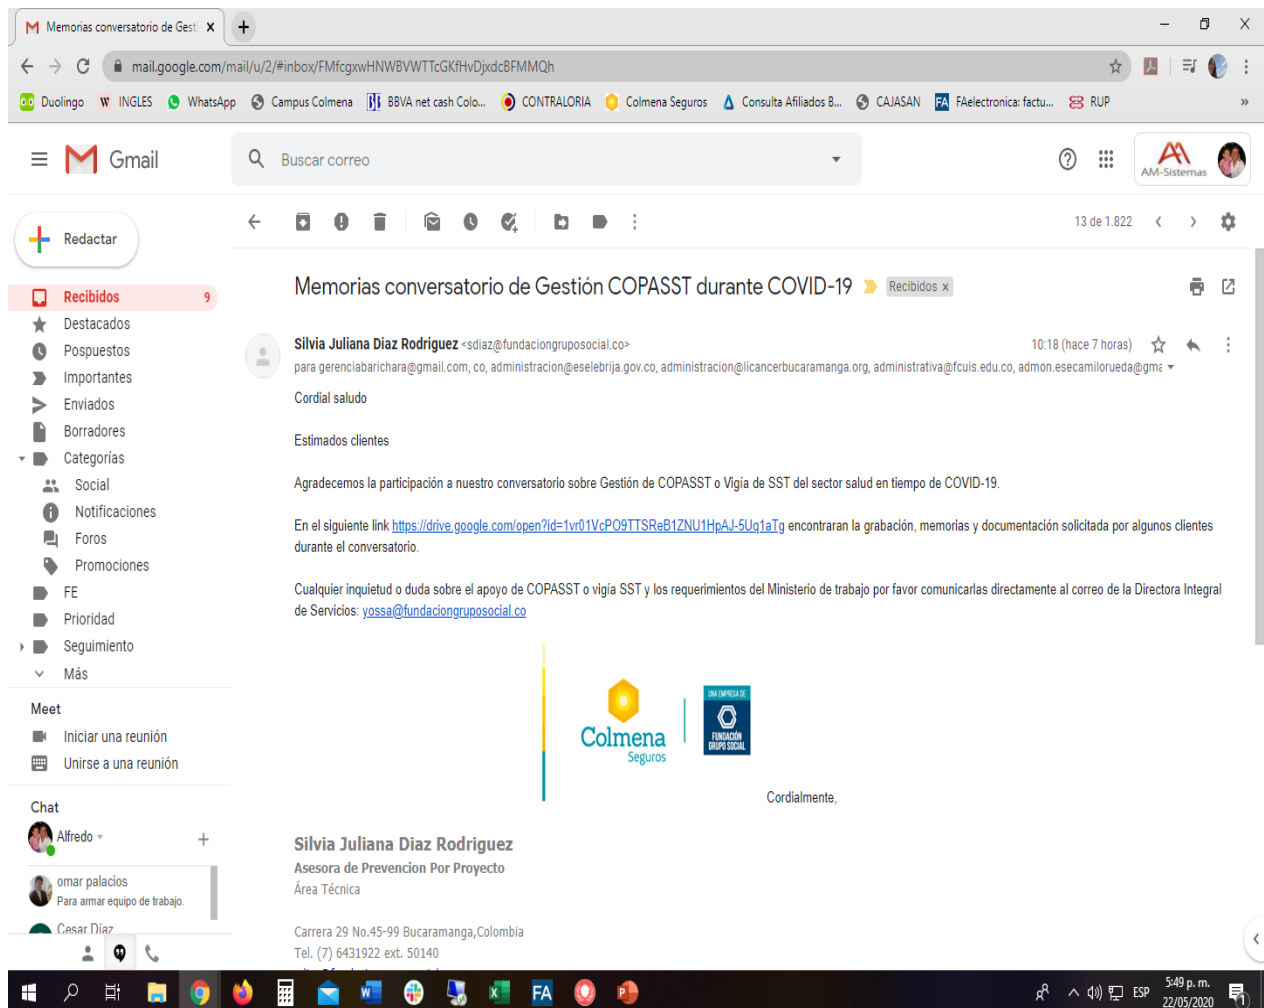 Memorias conversatorio de Gest
mail.google.com/mail/u/2/#inbox/FMfcgxwHNWBVWTTcGKfHvDjxdcBFMMQh
Duolingo W INGLES WhatsApp Campus Colmena BBVA net cash Colo... CONTRALORIA Colmena Seguros Consulta Afiliados B... CAJASAN FA FAelectronica: factu... RUP »
Gmail
Buscar correo
AM-Sistemas
Redactar
13 de 1.822
Recibidos 9
Destacados
Pospuestos
Importantes
Enviados
Borradores
Categorías
Social
Notificaciones
Foros
Promociones
FE
Prioridad
Seguimiento
Más
Meet
Iniciar una reunión
Unirse a una reunión
Chat
Alfredo
omar palacios
Para armar equipo de trabajo.
Cesar Díaz
Memorias conversatorio de Gestión COPASST durante COVID-19 Recibidos x
Silvia Juliana Diaz Rodriguez <sdiaz@fundaciongruposocial.co> 10:18 (hace 7 horas)
para gerenciabarichara@gmail.com, co, administracion@eselebrija.gov.co, administracion@licancerbucaramanga.org, administrativa@fcuis.edu.co, admon.esecamilorueda@gma
Cordial saludo
Estimados clientes
Agradecemos la participación a nuestro conversatorio sobre Gestión de COPASST o Vigía de SST del sector salud en tiempo de COVID-19.
En el siguiente link https://drive.google.com/open?id=1vr01VcPO9TTSReB1ZNU1HpAJ-5Uq1aTg encontraran la grabación, memorias y documentación solicitada por algunos clientes
durante el conversatorio.
Cualquier inquietud o duda sobre el apoyo de COPASST o vigía SST y los requerimientos del Ministerio de trabajo por favor comunicarlas directamente al correo de la Directora Integral
de Servicios: yossa@fundaciongruposocial.co
Colmena
Seguros
UNA EMPRESA DE
FUNDACIÓN
GRUPO SOCIAL
Cordialmente,
Silvia Juliana Diaz Rodriguez
Asesora de Prevencion Por Proyecto
Área Técnica
Carrera 29 No.45-99 Bucaramanga,Colombia
Tel. (7) 6431922 ext. 50140
FA
ESP
5:49 p. m.
22/05/2020